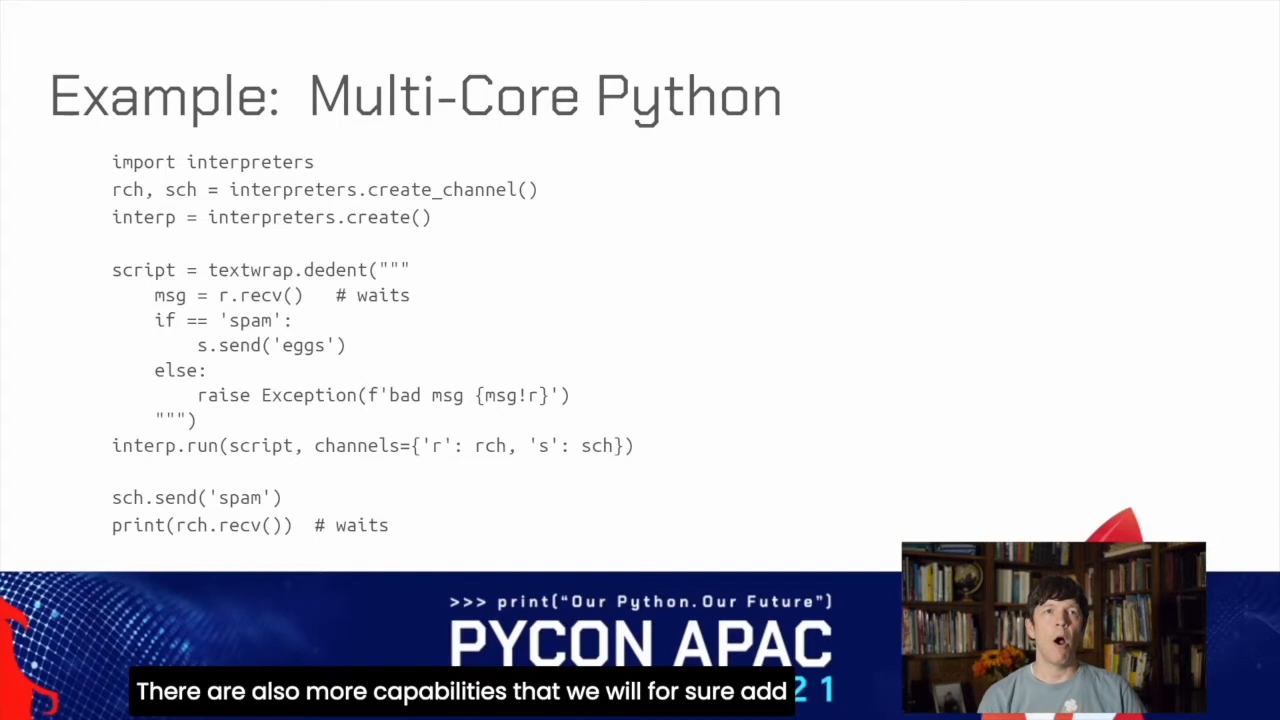 Example: Multi-Core Python
import interpreters
rch, sch = interpreters.create_channel()
interp = interpreters.create()
script = textwrap.dedent("""
    msg = r.recv()   # waits
    if == 'spam':
        s.send('eggs')
    else:
        raise Exception(f'bad msg {msg!r}')
    """)
interp.run(script, channels={'r': rch, 's': sch})
sch.send('spam')
print(rch.recv())  # waits
>>> print("Our Python.Our Future")
PYCON APAC
21
There are also more capabilities that we will for sure add